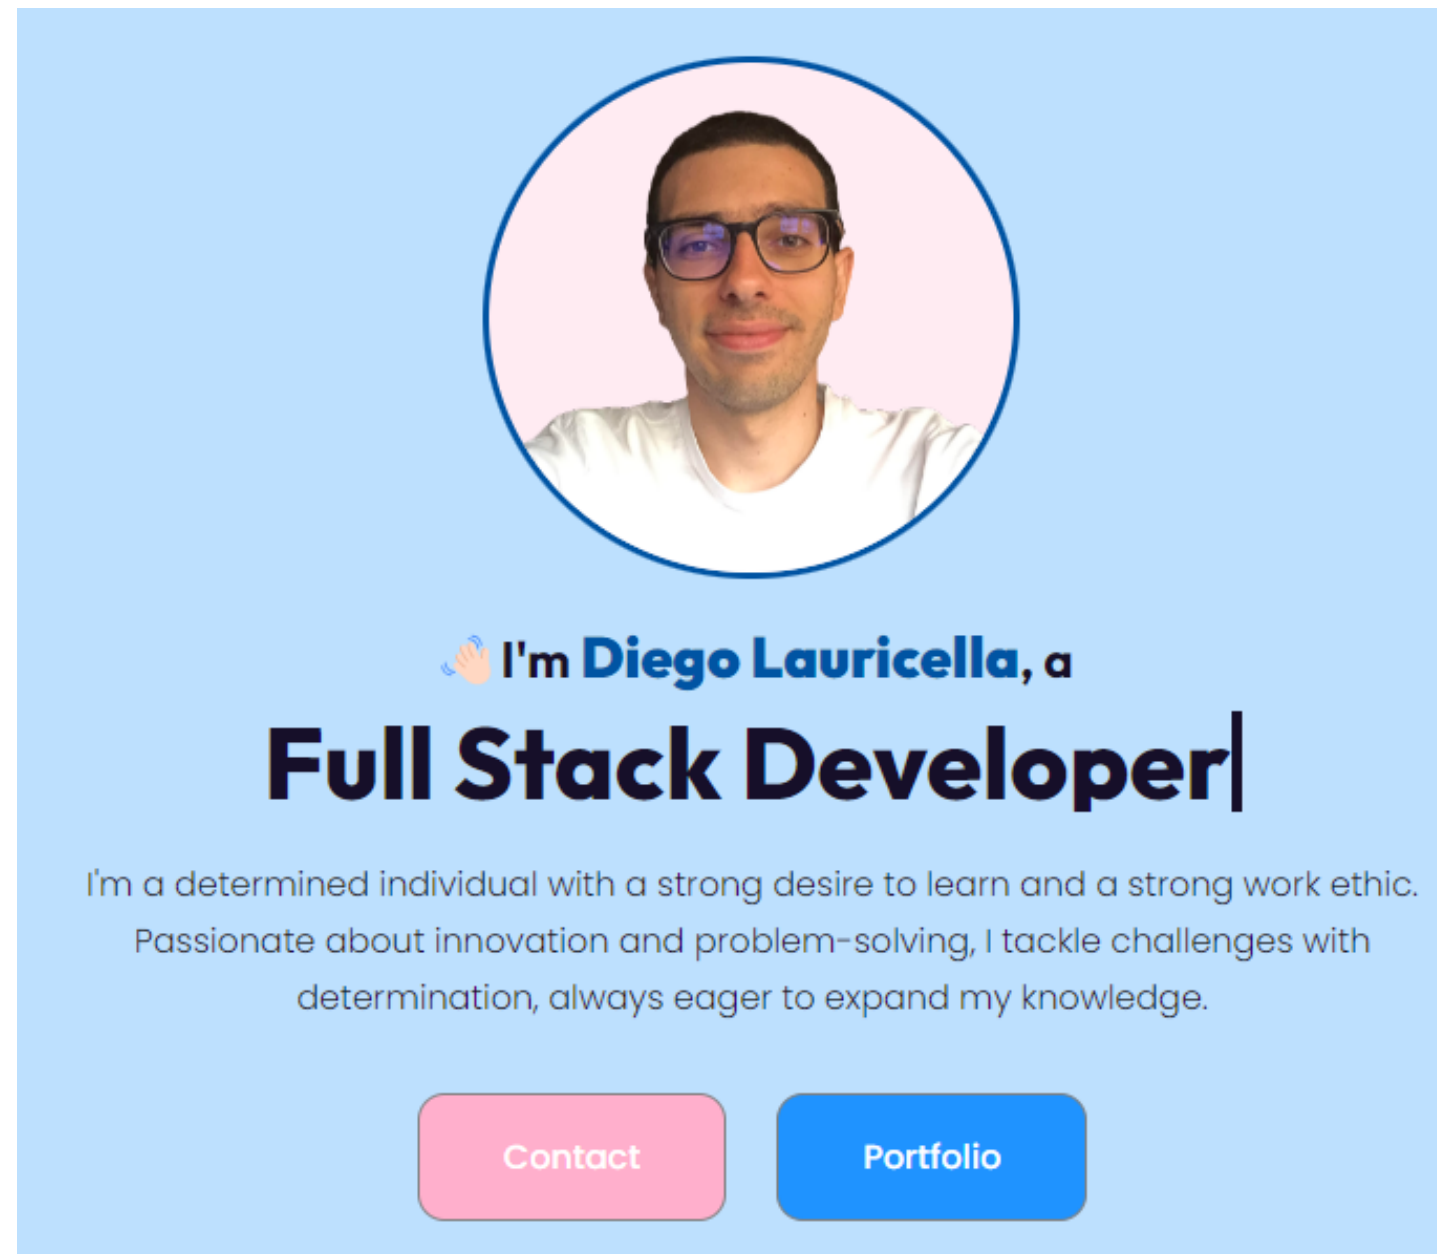 👋🏻 I'm Diego Lauricella, a
Full Stack Developer|
I'm a determined individual with a strong desire to learn and a strong work ethic.
Passionate about innovation and problem-solving, I tackle challenges with
determination, always eager to expand my knowledge.
Contact
Portfolio